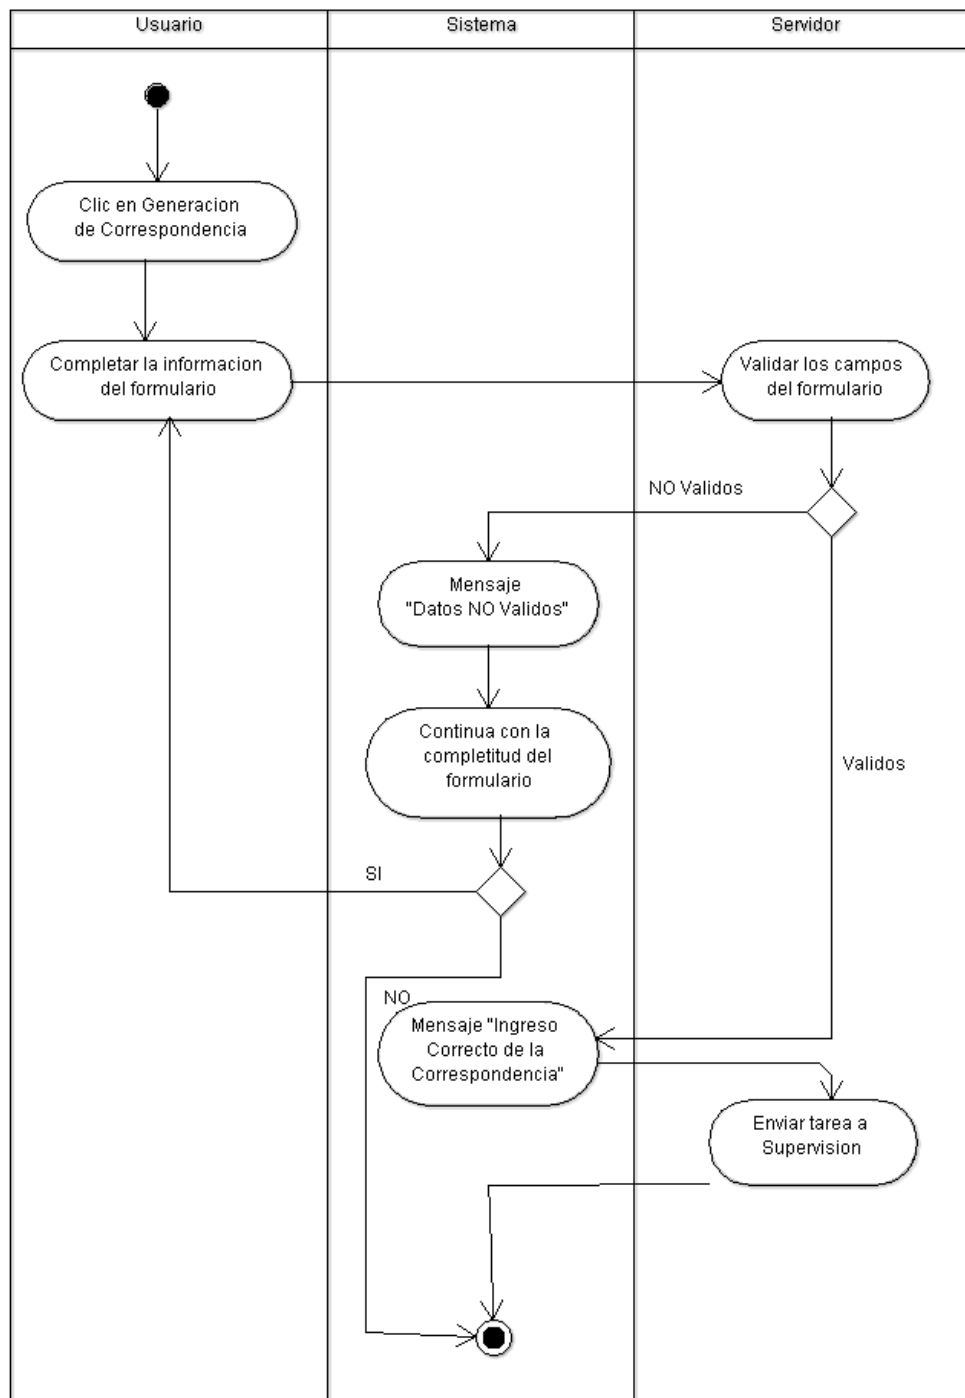 Usuario
Sistema
Servidor
Clic en Generacion
de Correspondencia
Completar la informacion
del formulario
Validar los campos
del formulario
NO Validos
Mensaje
"Datos NO Validos"
Continua con la
completitud del
formulario
Validos
SI
NO
Mensaje "Ingreso
Correcto de la
Correspondencia"
Enviar tarea a
Supervision